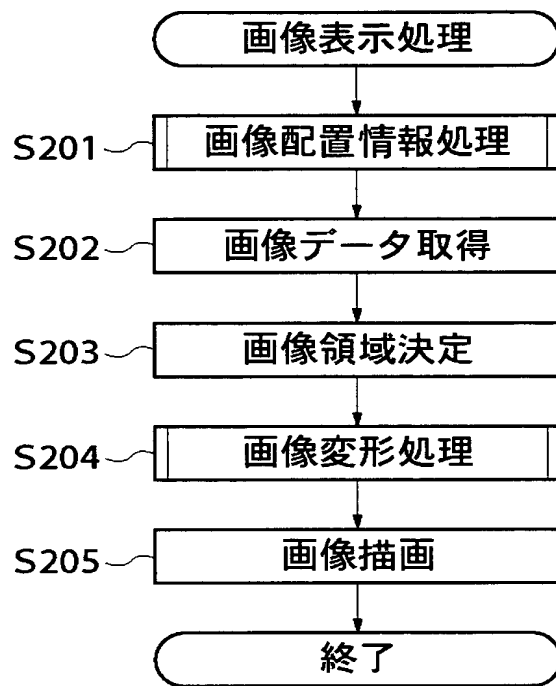 画像表示処理
S201 画像配置情報処理
S202 画像データ取得
S203 画像領域決定
S204 画像変形処理
S205 画像描画
終了